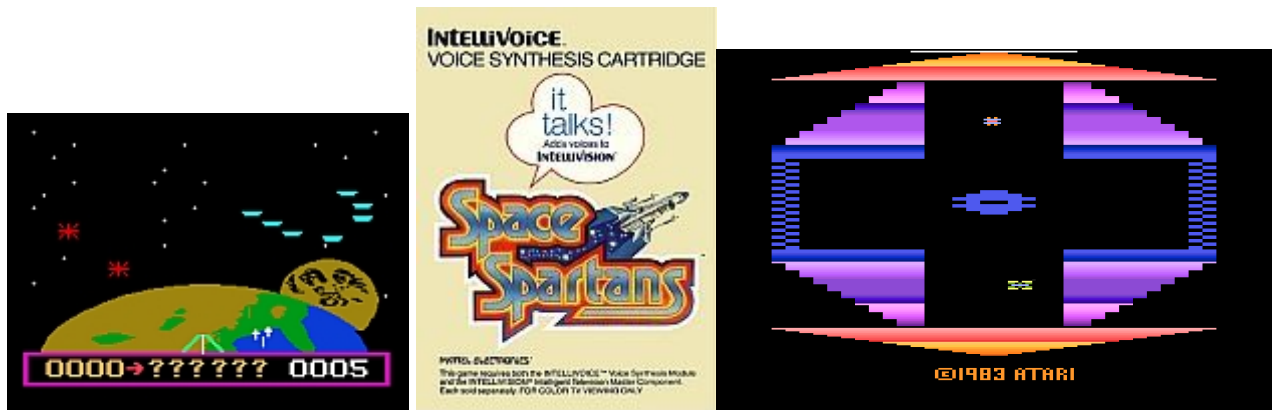 0000→?????? 0005
INTELLIVOICE™
VOICE SYNTHESIS CARTRIDGE
it
talks!
Adds voices to
INTELLIVISION®
Space
Spartans
MATTEL ELECTRONICS®
This game requires both the INTELLIVOICE™ Voice Synthesis Module
and the INTELLIVISION® Intelligent Television Master Component.
Each sold separately. FOR COLOR TV VIEWING ONLY
©1983 ATARI